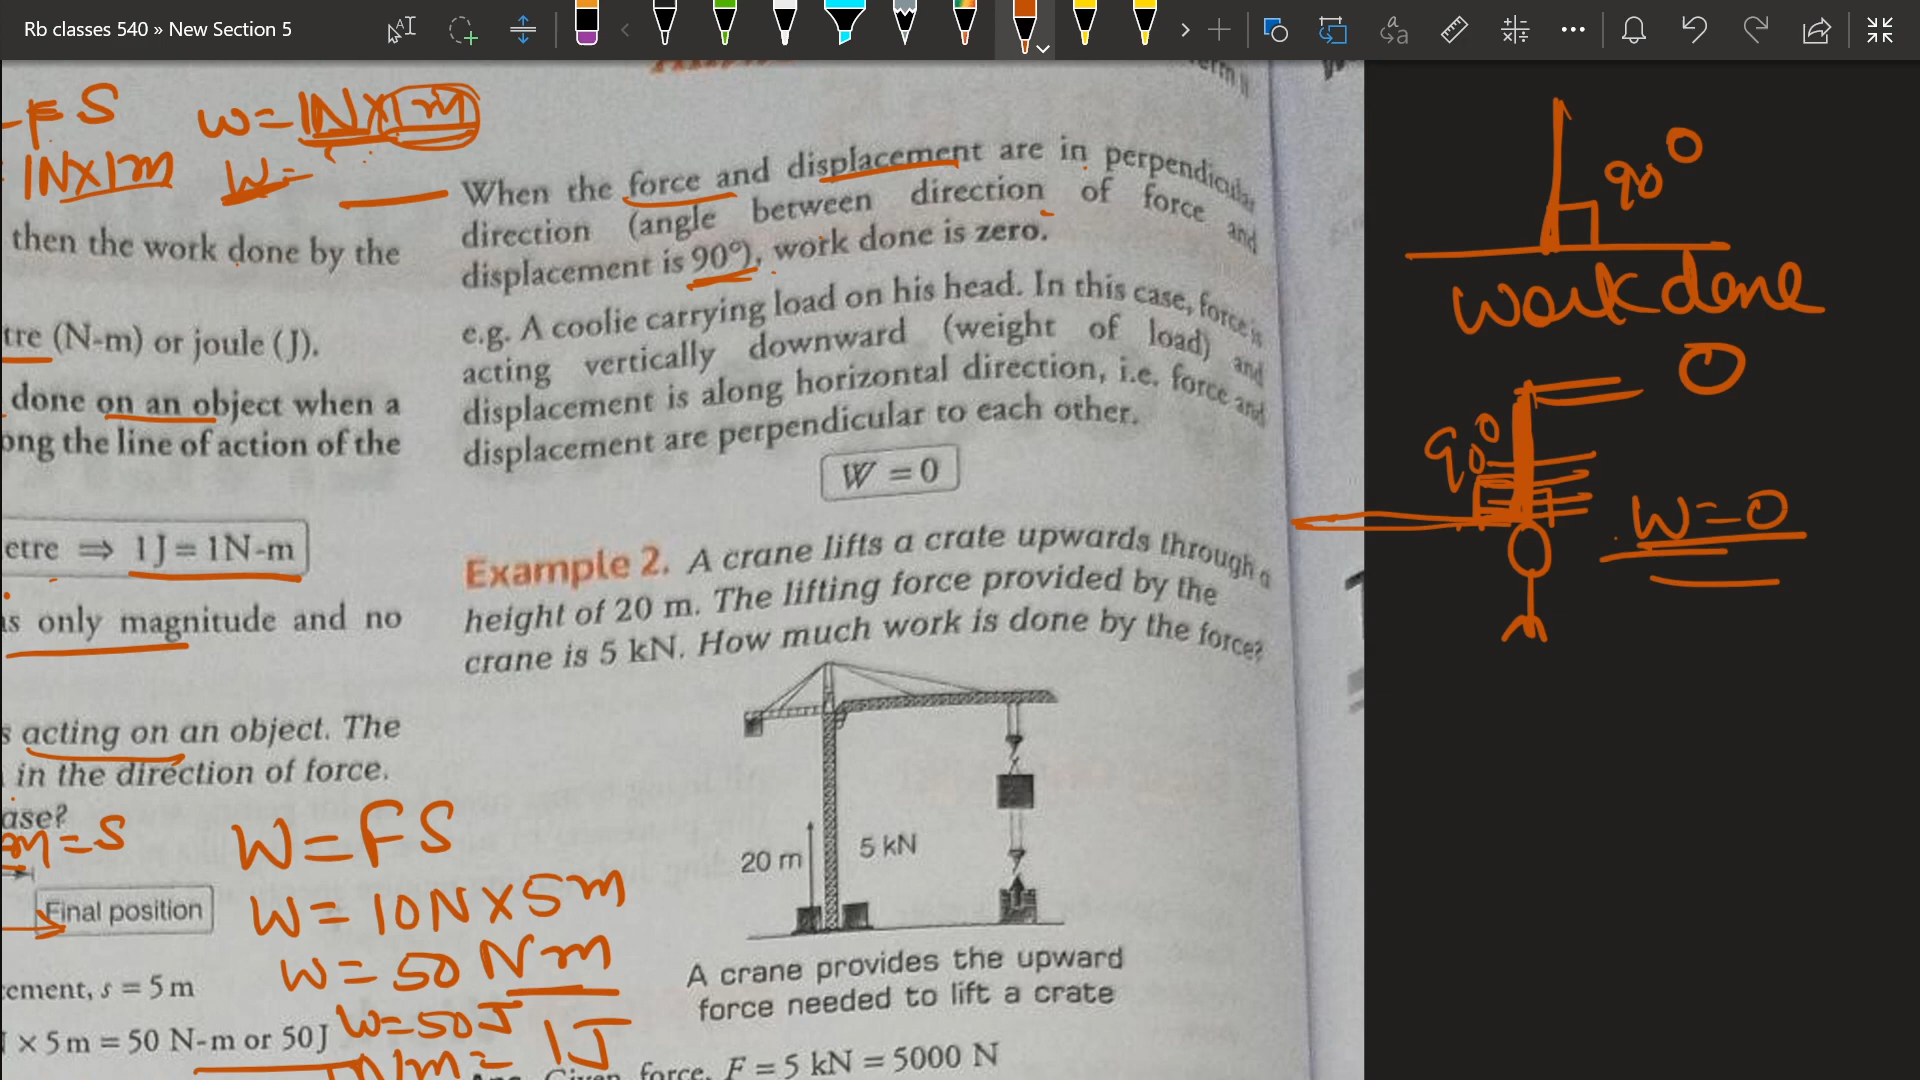 Rb classes 540 » New Section 5
F S
W=1N×1m
1N×1m
W=
then the work done by the
tre (N-m) or joule (J).
done on an object when a
ong the line of action of the
etre ⇒ 1 J = 1N-m
s only magnitude and no
s acting on an object. The
in the direction of force.
ase?
m=S
Final position
cement, s = 5 m
× 5 m = 50 N-m or 50J
W=FS
W=10N×5m
W=50 Nm
W=50J
Nm=1J
When the force and displacement are in perpendicular
direction (angle between direction of force and
displacement is 90°), work done is zero.
e.g. A coolie carrying load on his head. In this case, force is
acting vertically downward (weight of load) and
displacement is along horizontal direction, i.e. force and
displacement are perpendicular to each other.
W = 0
Example 2. A crane lifts a crate upwards through a
height of 20 m. The lifting force provided by the
crane is 5 kN. How much work is done by the force?
20 m
5 kN
A crane provides the upward
force needed to lift a crate
force, F = 5 kN = 5000 N
90°
work done
0
90°
W=0